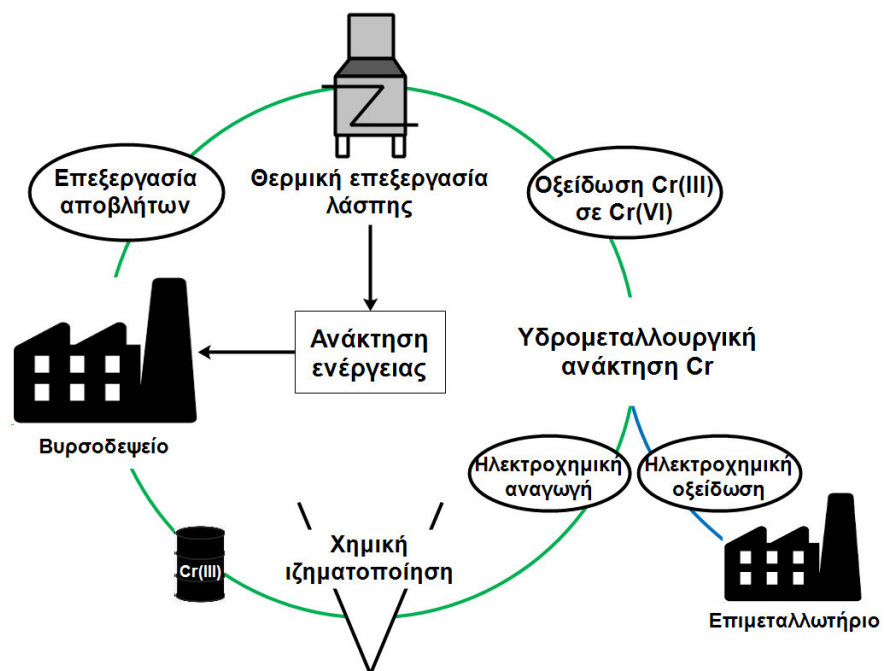 Επεξεργασία
αποβλήτων
Θερμική επεξεργασία
λάσπης
Οξείδωση Cr(III)
σε Cr(VI)
Ανάκτηση
ενέργειας
Υδρομεταλλουργική
ανάκτηση Cr
Βυρσοδεψείο
Ηλεκτροχημική
αναγωγή
Ηλεκτροχημική
οξείδωση
Cr(III)
Χημική
ιζηματοποίηση
Επιμεταλλωτήριο